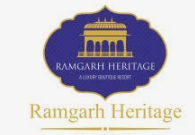 RAMGARH HERITAGE
A LUXURY BOUTIQUE RESORT
Ramgarh Heritage